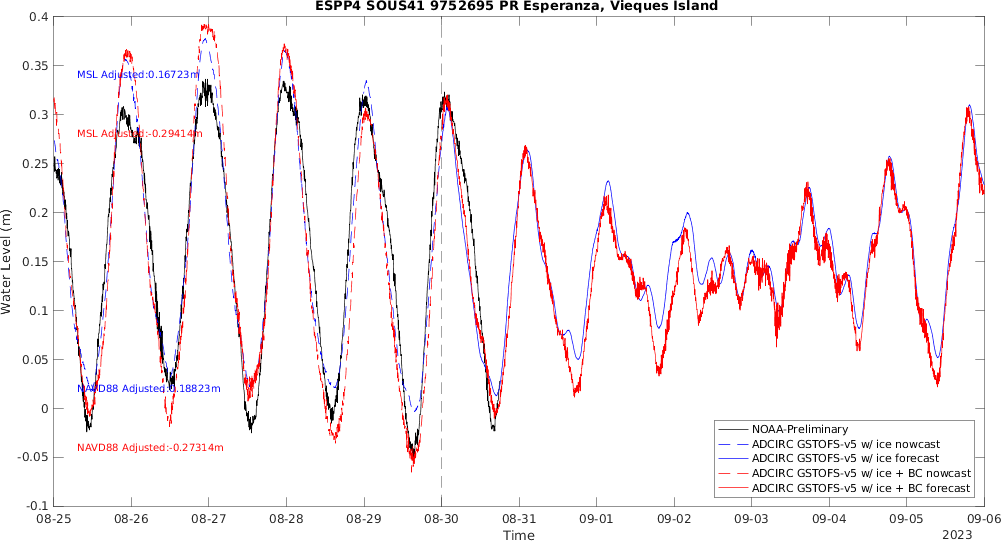 ESPP4 SOUS41 9752695 PR Esperanza, Vieques Island
0.4
0.35
0.3
0.25
0.2
0.15
0.1
0.05
0
-0.05
-0.1
Water Level (m)
MSL Adjusted:0.16723m
MSL Adjusted:-0.29414m
NAVD88 Adjusted:0.18823m
NAVD88 Adjusted:-0.27314m
NOAA-Preliminary
ADCIRC GSTOFS-v5 w/ ice nowcast
ADCIRC GSTOFS-v5 w/ ice forecast
ADCIRC GSTOFS-v5 w/ ice + BC nowcast
ADCIRC GSTOFS-v5 w/ ice + BC forecast
08-25 08-26 08-27 08-28 08-29 08-30 08-31 09-01 09-02 09-03 09-04 09-05 09-06
Time
2023